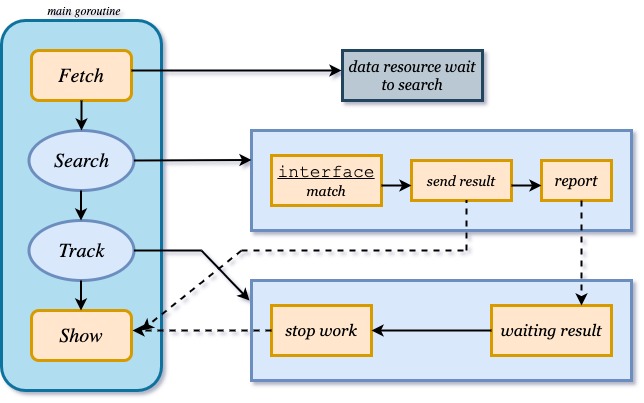 main goroutine
Fetch
data resource wait
to search
Search
interface
match
send result
report
Track
Show
stop work
waiting result